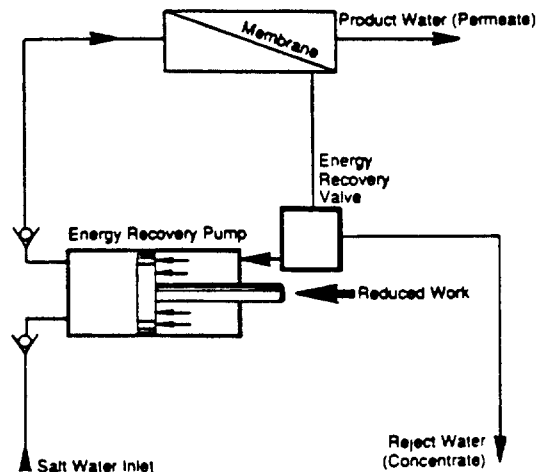 Product Water (Permeate)
Membrane
Energy
Recovery
Valve
Energy Recovery Pump
Reduced Work
Reject Water
(Concentrate)
Salt Water Inlet